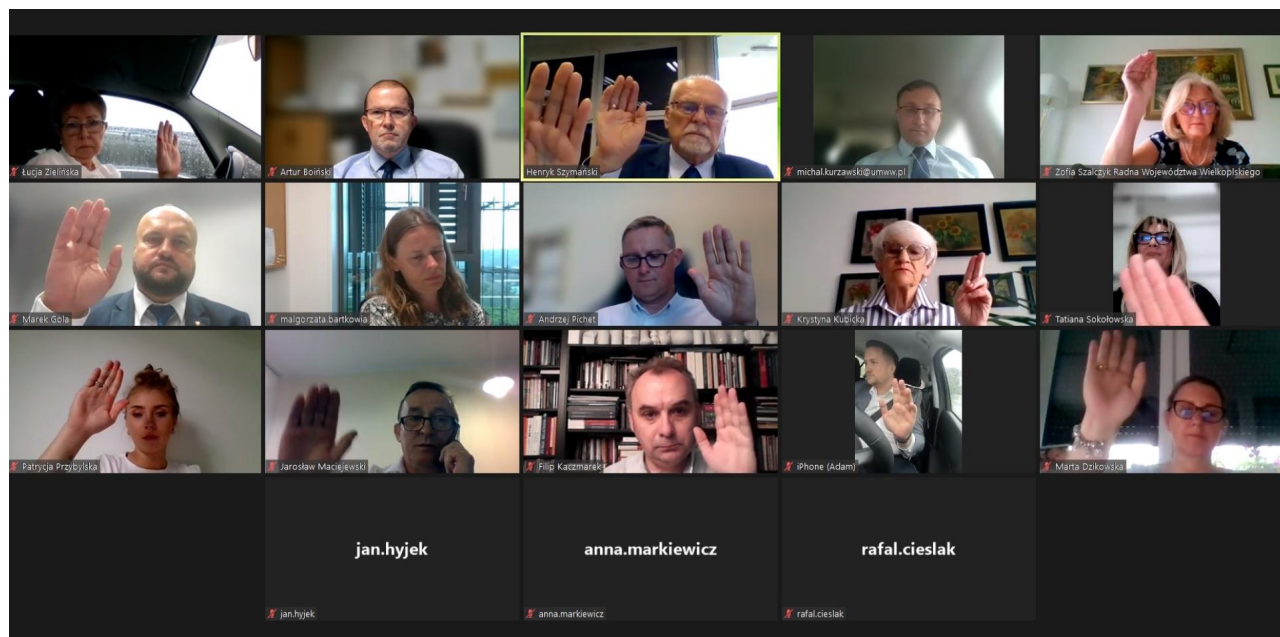 Łucja Zielińska
Artur Boiński
Henryk Szymański
michal.kurzawski@umww.pl
Zofia Szalczyk Radna Województwa Wielkoplskiego
Marek Gola
malgorzata.bartkowia
Andrzej Pichet
Krystyna Kubicka
Tatiana Sokołowska
Patrycja Przybylska
Jarosław Maciejewski
Filip Kaczmarek
iPhone (Adam)
Marta Dzikowska
jan.hyjek
anna.markiewicz
rafal.cieslak
jan.hyjek
anna.markiewicz
rafal.cieslak